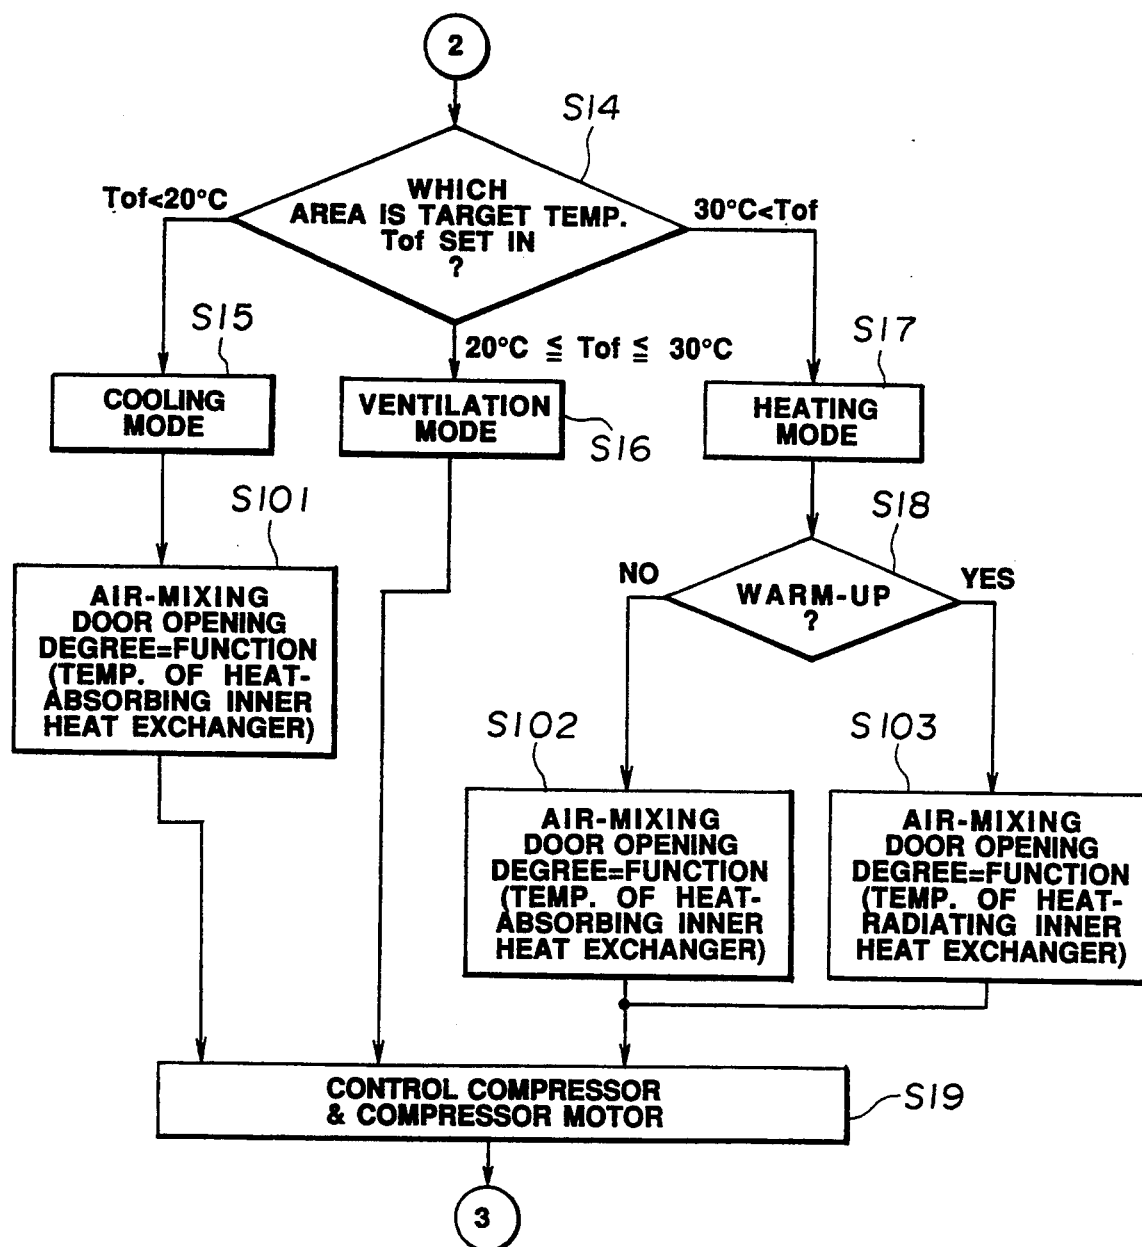 2
S14
WHICH
AREA IS TARGET TEMP.
Tof SET IN
?
Tof<20°C
30°C<Tof
20°C ≦ Tof ≦ 30°C
S15
COOLING
MODE
VENTILATION
MODE
S16
S17
HEATING
MODE
S101
AIR-MIXING
DOOR OPENING
DEGREE=FUNCTION
(TEMP. OF HEAT-
ABSORBING INNER
HEAT EXCHANGER)
S18
NO
WARM-UP
?
YES
S102
AIR-MIXING
DOOR OPENING
DEGREE=FUNCTION
(TEMP. OF HEAT-
ABSORBING INNER
HEAT EXCHANGER)
S103
AIR-MIXING
DOOR OPENING
DEGREE=FUNCTION
(TEMP. OF HEAT-
RADIATING INNER
HEAT EXCHANGER)
CONTROL COMPRESSOR
& COMPRESSOR MOTOR
S19
3